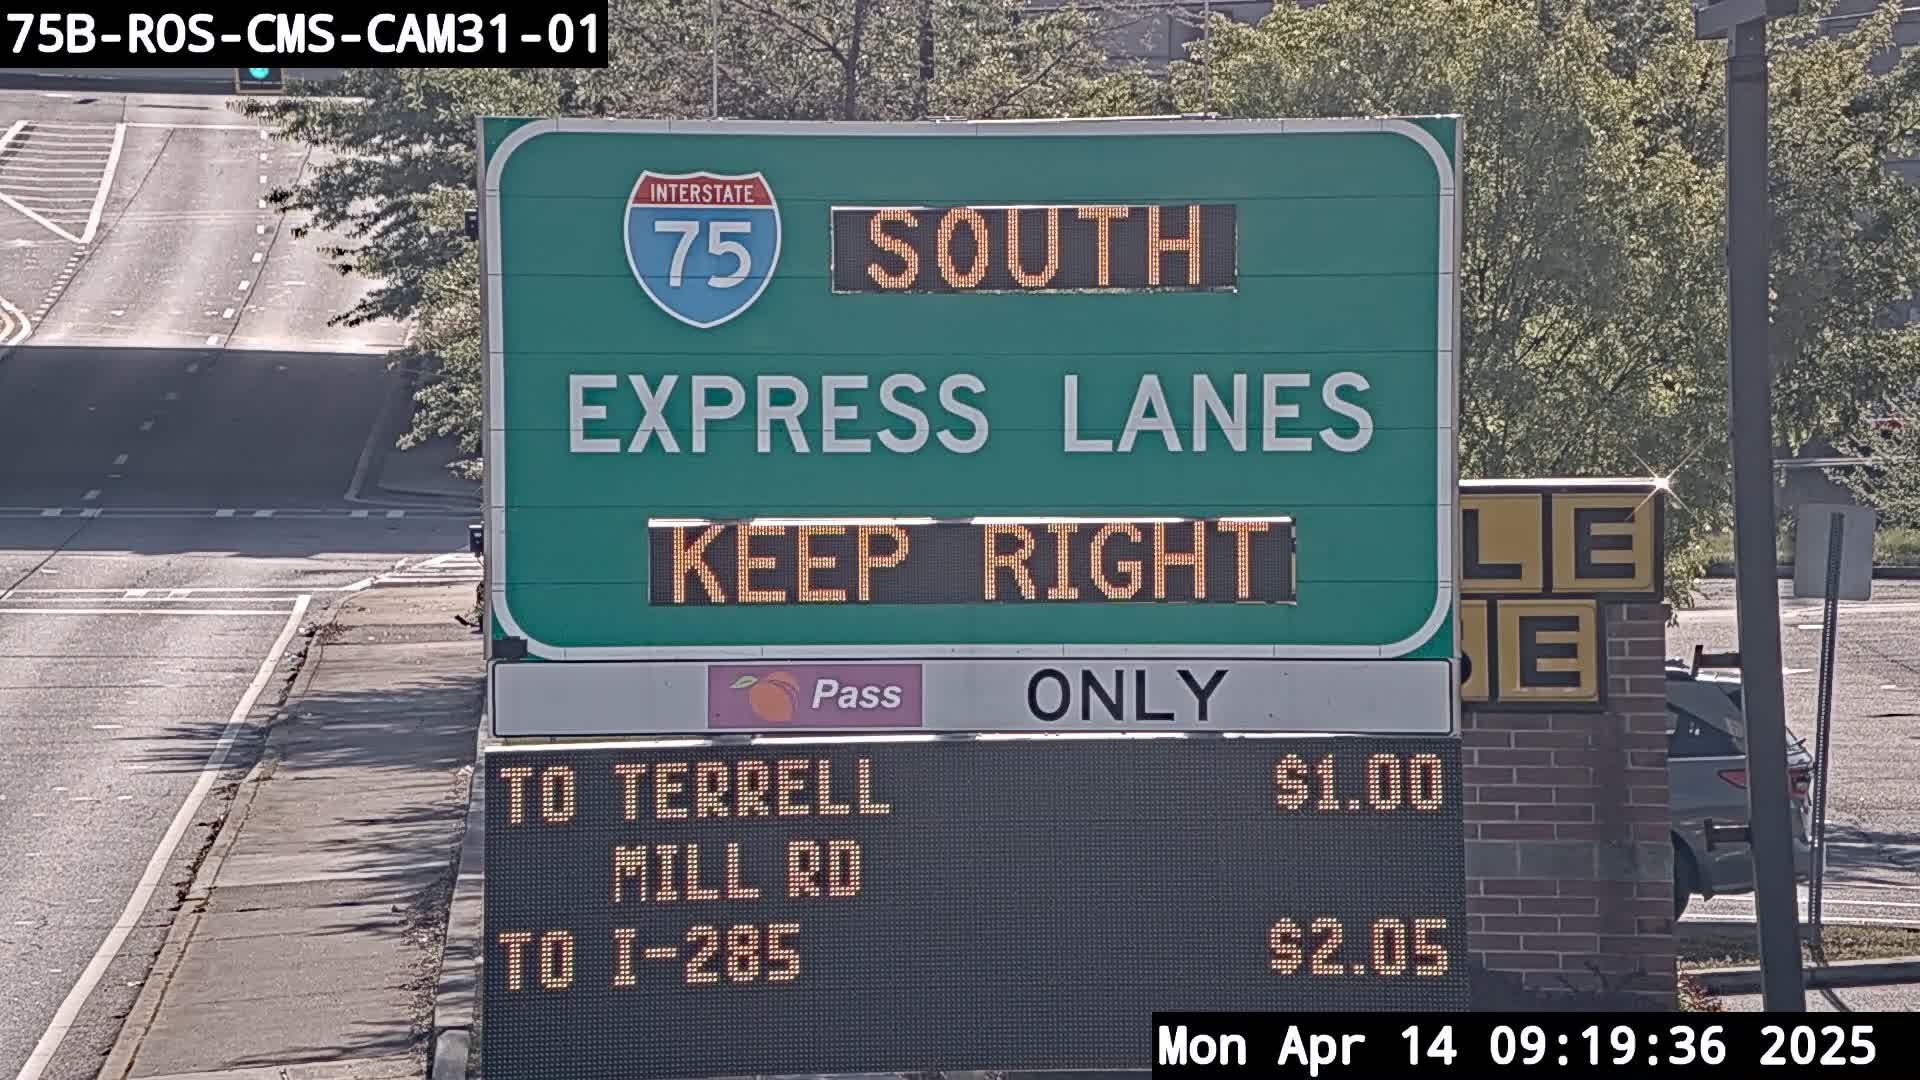 75B-ROS-CMS-CAM31-01
INTERSTATE
75
SOUTH
EXPRESS LANES
KEEP RIGHT
Pass ONLY
TO TERRELL $1.00
MILL RD
TO I-285 $2.05
LE
E
Mon Apr 14 09:19:36 2025